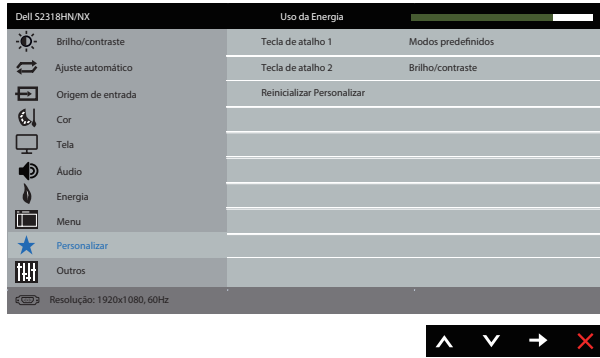 Dell S2318HN/NX Uso da Energia
Brilho/contraste Tecla de atalho 1 Modos predefinidos
Ajuste automático Tecla de atalho 2 Brilho/contraste
Origem de entrada Reinicializar Personalizar
Cor
Tela
Áudio
Energia
Menu
Personalizar
Outros
Resolução: 1920x1080, 60Hz